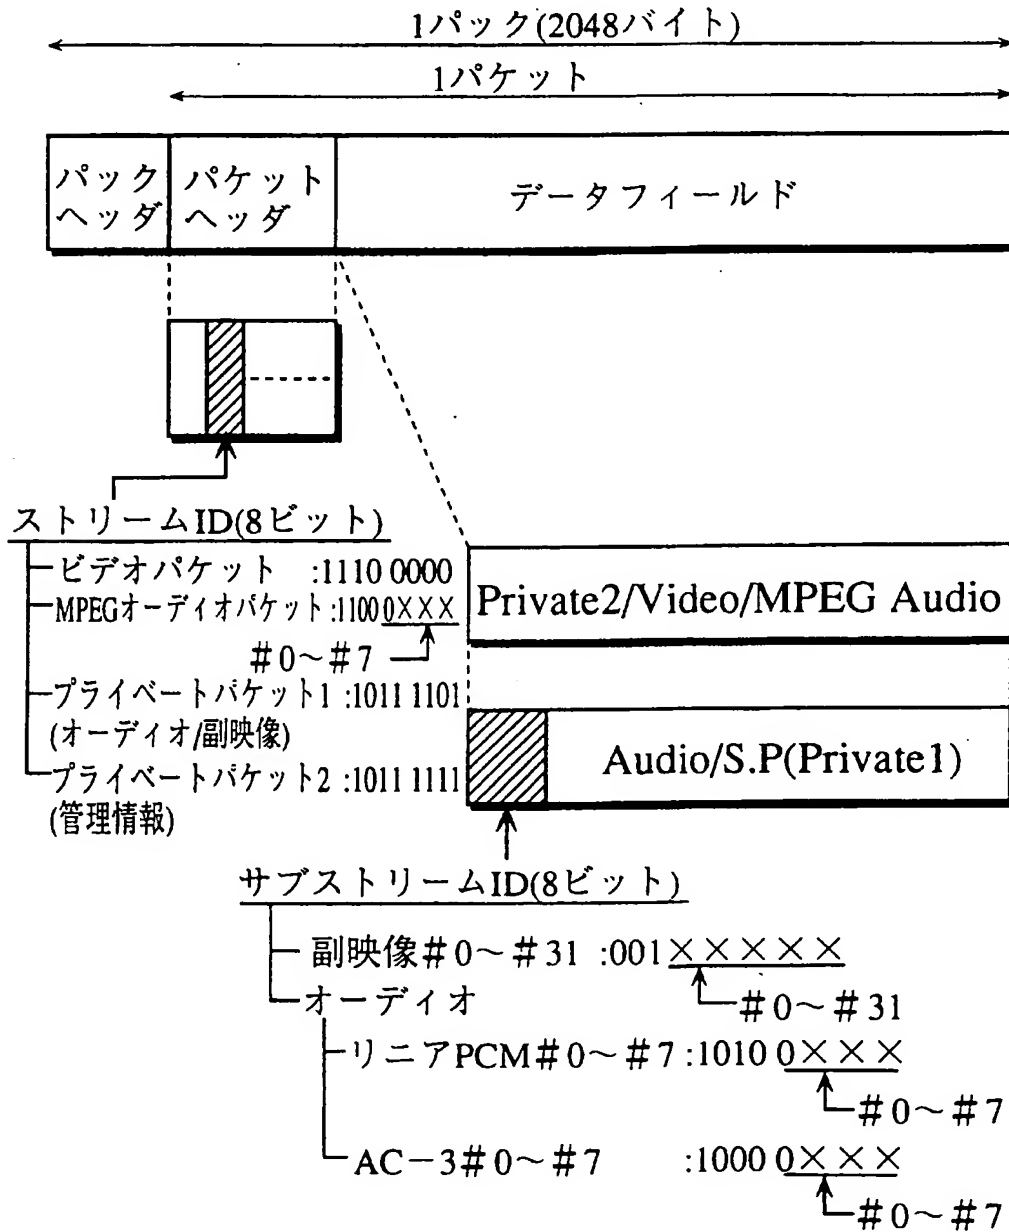 1パック(2048バイト)
1パケット
パック
ヘッダ
パケット
ヘッダ
データフィールド
ストリームID(8ビット)
ビデオパケット :1110 0000
MPEGオーディオパケット:1100 0×××
#0~#7
プライベートパケット1 :1011 1101
(オーディオ/副映像)
プライベートパケット2 :1011 1111
(管理情報)
Private2/Video/MPEG Audio
Audio/S.P(Private1)
サブストリームID(8ビット)
副映像#0~#31 :001×××××
#0~#31
オーディオ
リニアPCM#0~#7 :1010 0×××
#0~#7
AC-3#0~#7 :1000 0×××
#0~#7